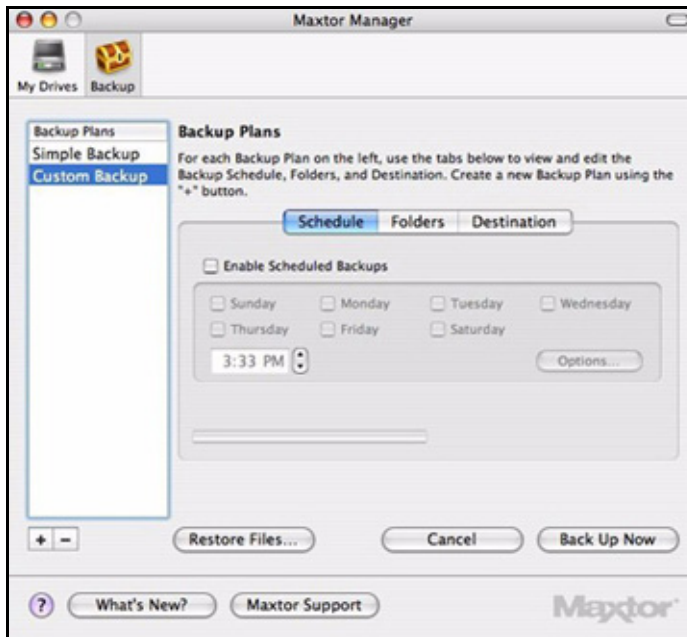 Maxtor Manager
My Drives
Backup
Backup Plans
Simple Backup
Custom Backup
+ −
Backup Plans
For each Backup Plan on the left, use the tabs below to view and edit the
Backup Schedule, Folders, and Destination. Create a new Backup Plan using the
"+" button.
Schedule Folders Destination
Enable Scheduled Backups
Sunday Monday Tuesday Wednesday
Thursday Friday Saturday
3:33 PM Options...
Restore Files... Cancel Back Up Now
? What's New? Maxtor Support Maxtor